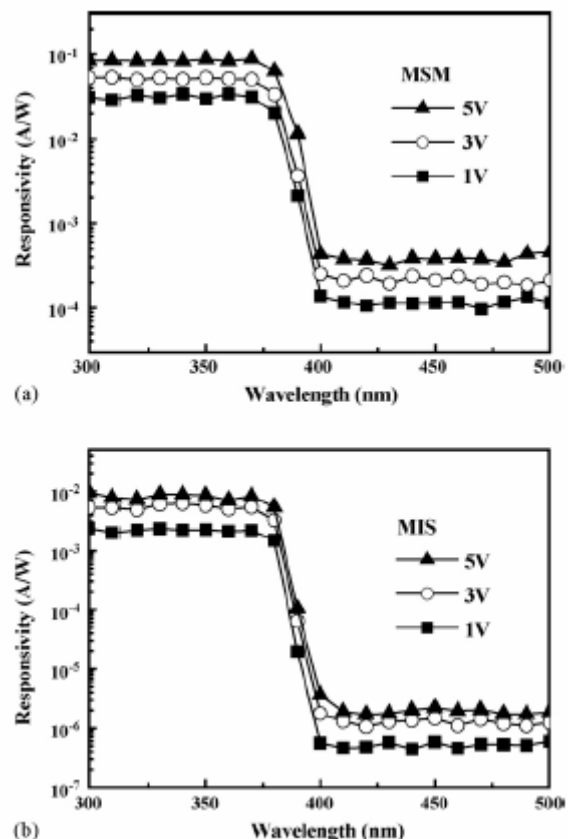 10⁻¹
10⁻²
10⁻³
10⁻⁴
Responsivity (A/W)
MSM
5V
3V
1V
300 350 400 450 500
Wavelength (nm)
(a)
10⁻²
10⁻³
10⁻⁴
10⁻⁵
10⁻⁶
10⁻⁷
Responsivity (A/W)
MIS
5V
3V
1V
300 350 400 450 500
Wavelength (nm)
(b)